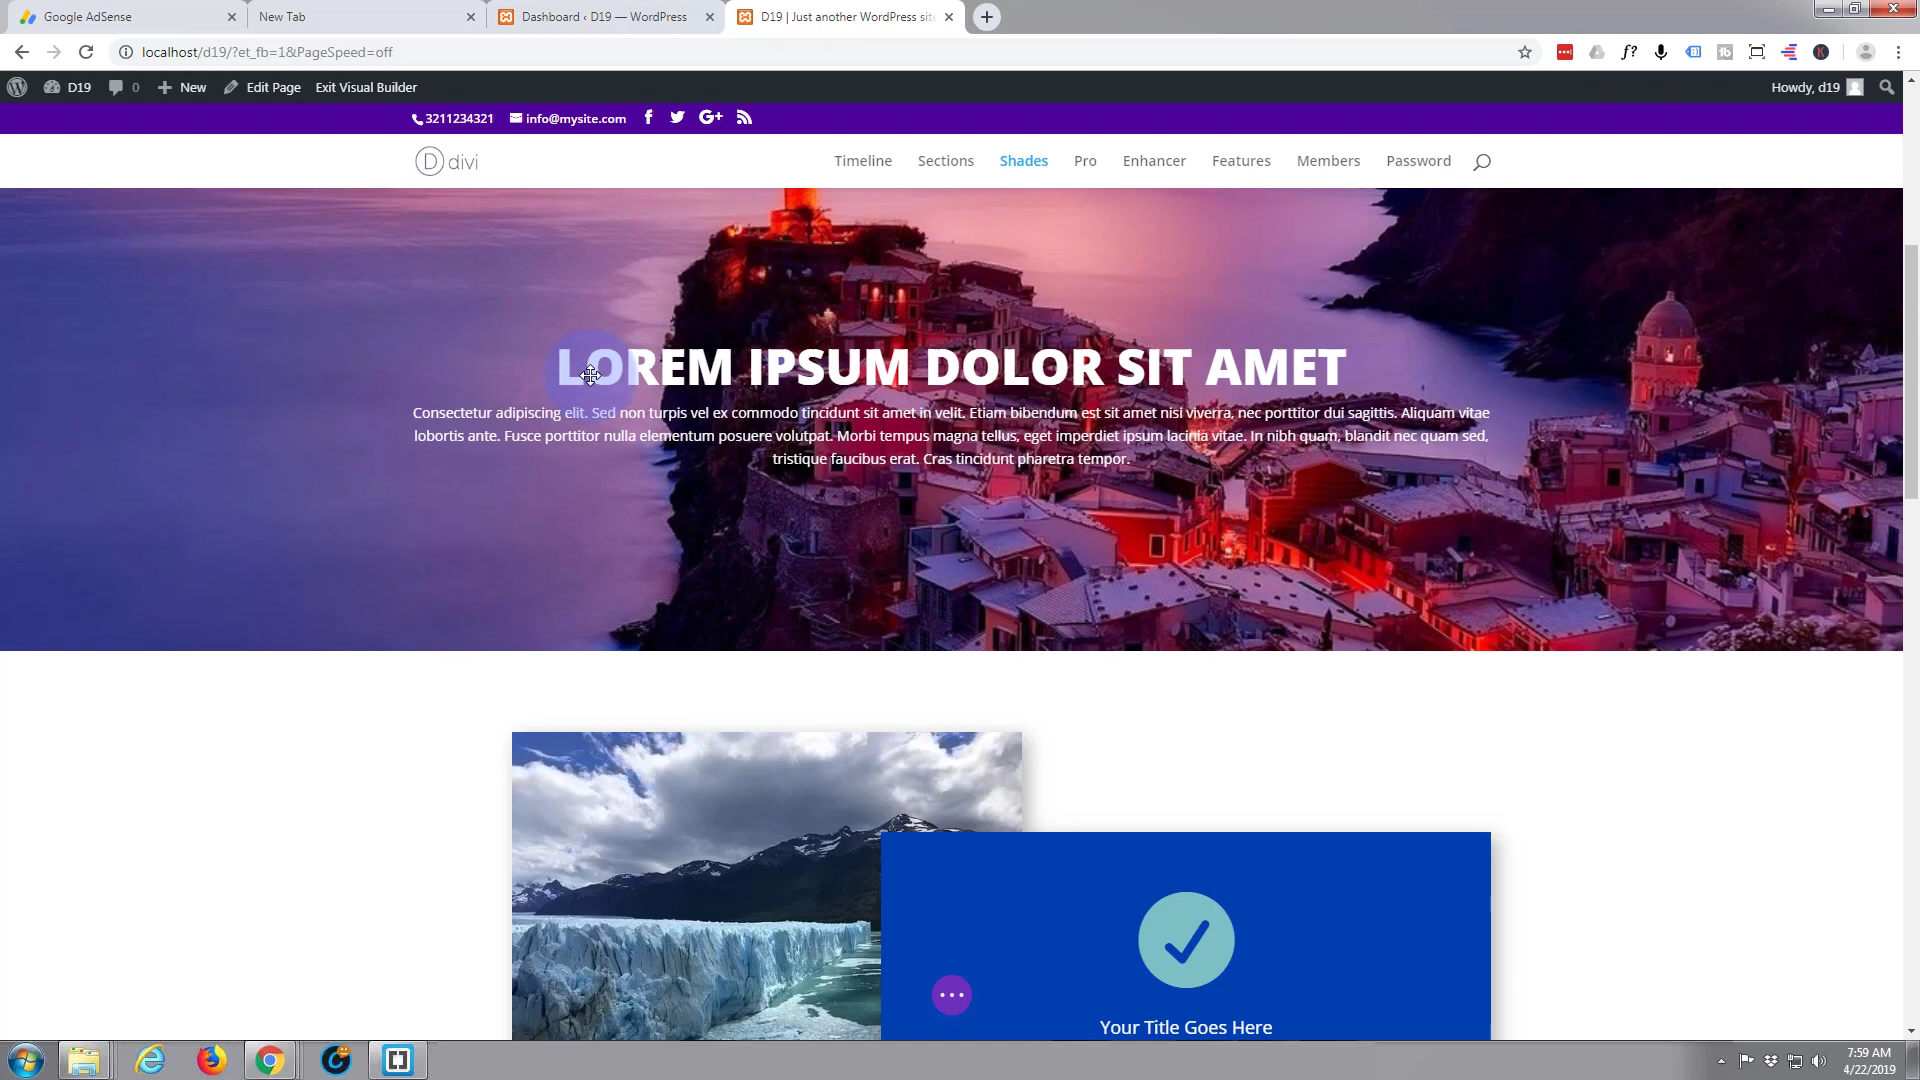 Google AdSense
New Tab
Dashboard ‹ D19 — WordPress
D19 | Just another WordPress sit
localhost/d19/?et_fb=1&PageSpeed=off
f?
fb
K
D19
0
New
Edit Page
Exit Visual Builder
Howdy, d19
3211234321
info@mysite.com
G+
D divi
Timeline
Sections
Shades
Pro
Enhancer
Features
Members
Password
LOREM IPSUM DOLOR SIT AMET
Consectetur adipiscing elit. Sed non turpis vel ex commodo tincidunt sit amet in velit. Etiam bibendum est sit amet nisi viverra, nec porttitor dui sagittis. Aliquam vitae
lobortis ante. Fusce porttitor nulla elementum posuere volutpat. Morbi tempus magna tellus, eget imperdiet ipsum lacinia vitae. In nibh quam, blandit nec quam sed,
tristique faucibus erat. Cras tincidunt pharetra tempor.
Your Title Goes Here
7:59 AM
4/22/2019